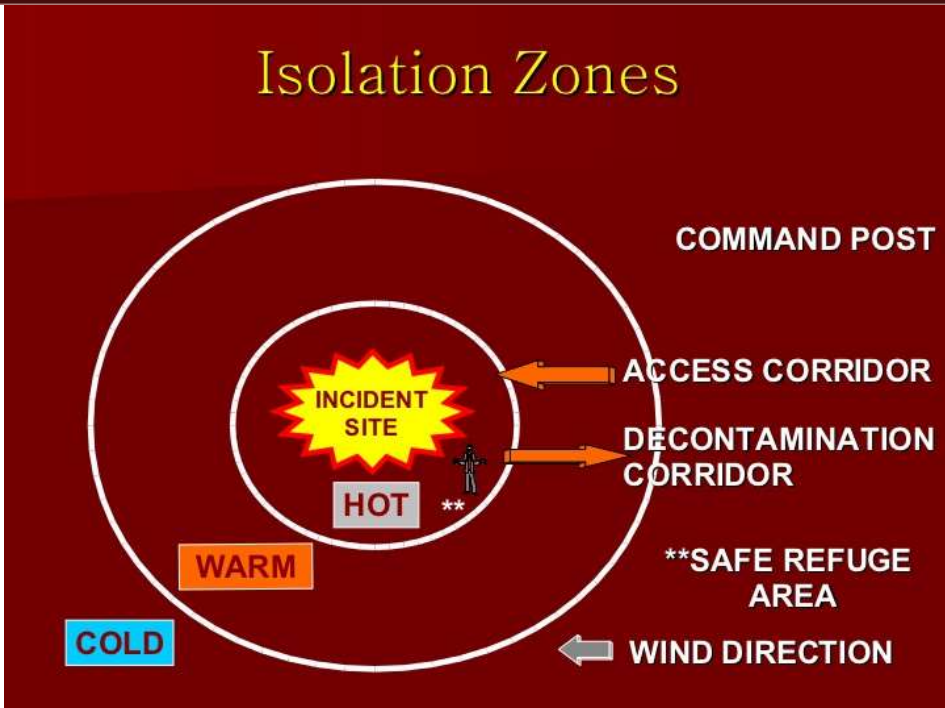 Isolation Zones
COMMAND POST
ACCESS CORRIDOR
INCIDENT
SITE
DECONTAMINATION
CORRIDOR
HOT
**
WARM
**SAFE REFUGE
AREA
COLD
WIND DIRECTION